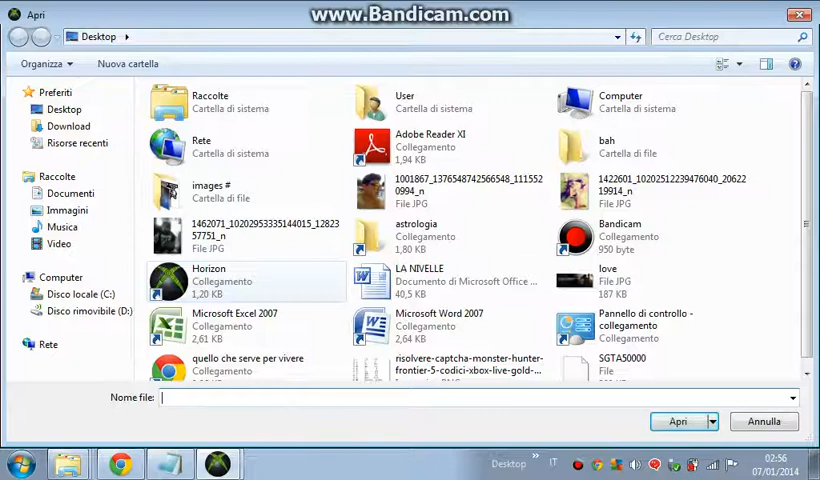 www.Bandicam.com
Apri
Desktop
Cerca Desktop
Organizza
Nuova cartella
Preferiti
Desktop
Download
Risorse recenti
Raccolte
Documenti
Immagini
Musica
Video
Computer
Disco locale (C:)
Disco rimovibile (D:)
Rete
Raccolte
Cartella di sistema
User
Cartella di sistema
Computer
Cartella di sistema
Rete
Cartella di sistema
Adobe Reader XI
Collegamento
1,94 KB
bah
Cartella di file
images #
Cartella di file
1001867_1376548742566548_111552
0994_n
File JPG
1422601_10202512239476040_20622
19914_n
File JPG
1462071_10202953335144015_12823
57751_n
File JPG
astrologia
Collegamento
1,80 KB
Bandicam
Collegamento
950 byte
Horizon
Collegamento
1,20 KB
LA NIVELLE
Documento di Microsoft Office ...
40,5 KB
love
File JPG
187 KB
Microsoft Excel 2007
Collegamento
2,61 KB
Microsoft Word 2007
Collegamento
2,64 KB
Pannello di controllo -
collegamento
Collegamento
quello che serve per vivere
Collegamento
risolvere-captcha-monster-hunter-
frontier-5-codici-xbox-live-gold-...
SGTA50000
File
Nome file:
Apri
Annulla
Desktop
IT
02:56
07/01/2014